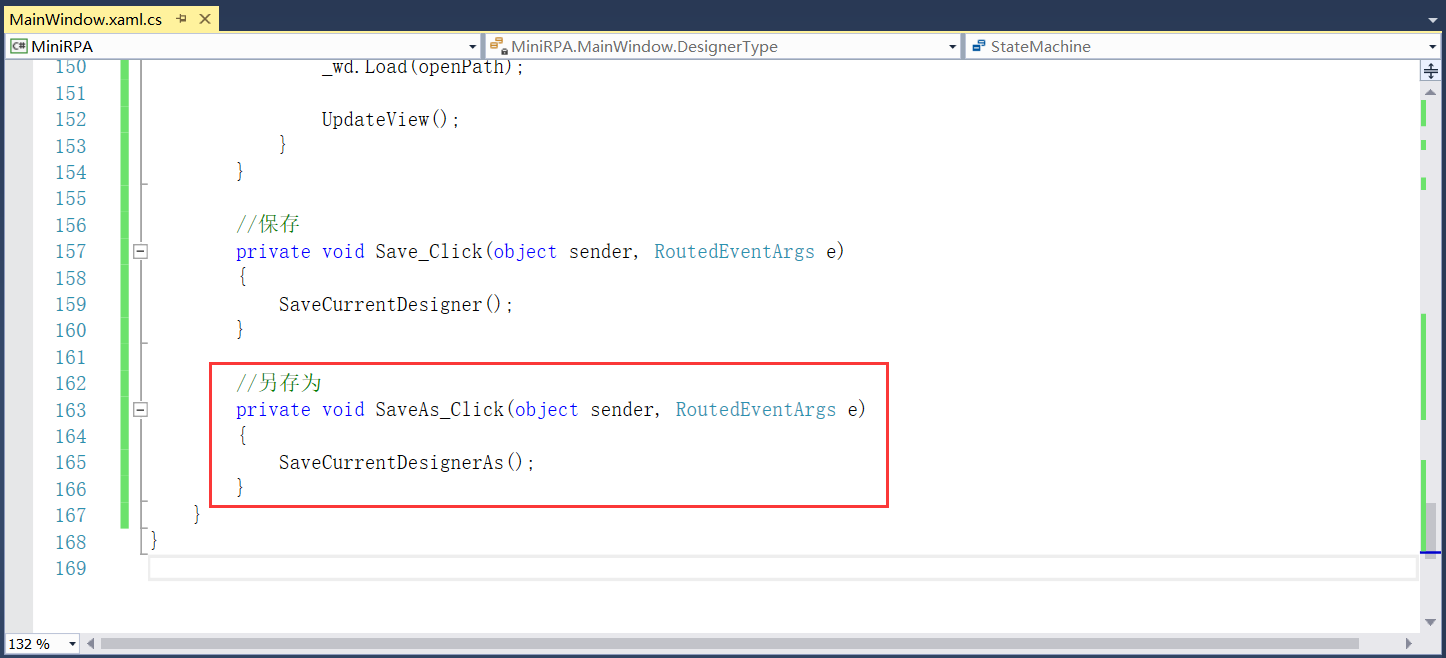 MainWindow.xaml.cs
C# MiniRPA MiniRPA.MainWindow.DesignerType StateMachine
150 _wd.Load(openPath);
151
152 UpdateView();
153 }
154 }
155
156 //保存
157 private void Save_Click(object sender, RoutedEventArgs e)
158 {
159 SaveCurrentDesigner();
160 }
161
162 //另存为
163 private void SaveAs_Click(object sender, RoutedEventArgs e)
164 {
165 SaveCurrentDesignerAs();
166 }
167 }
168 }
169
132 %